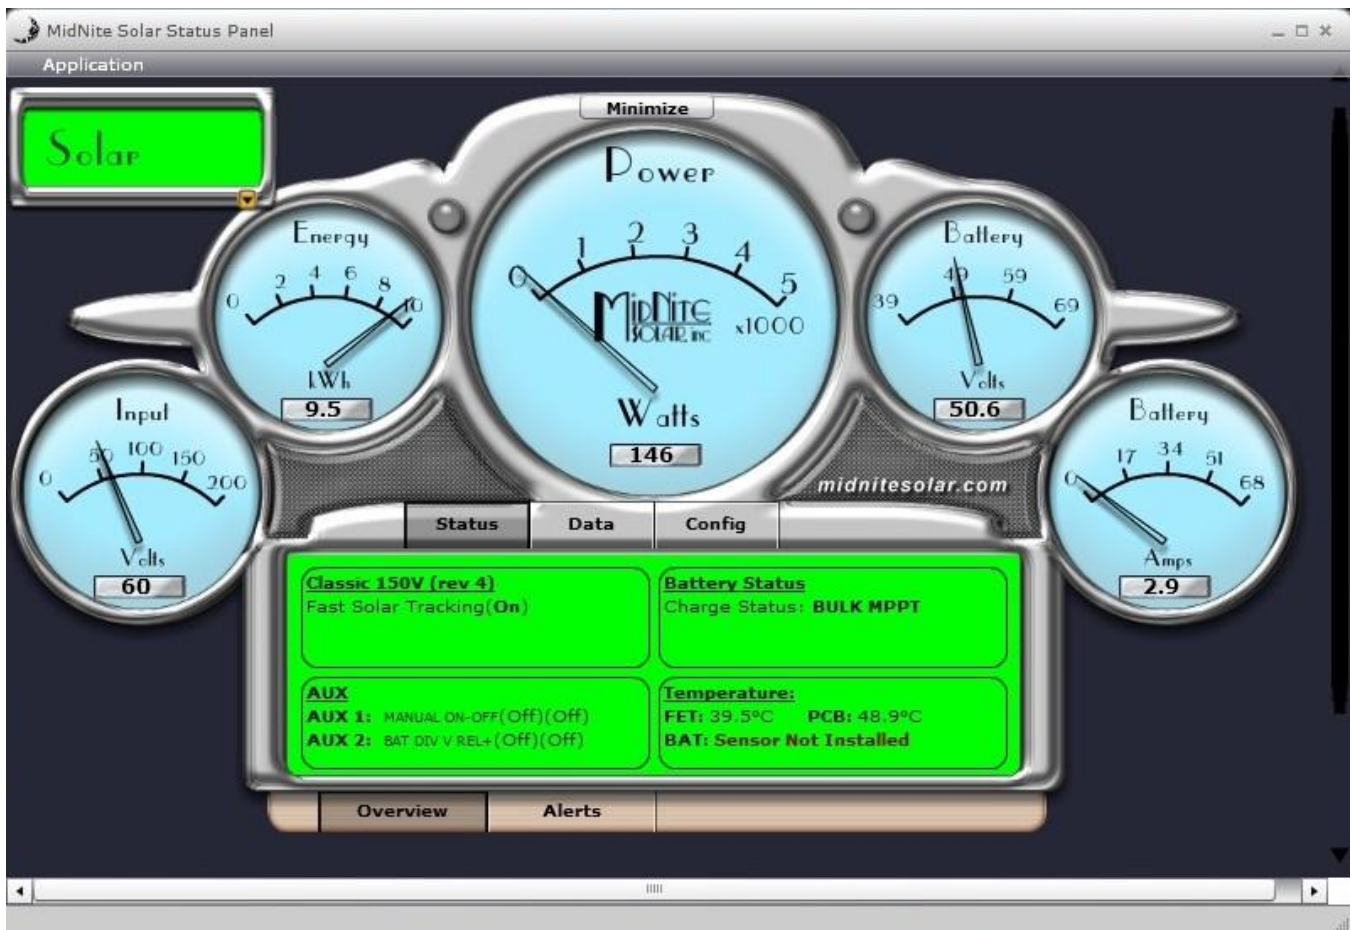 MidNite Solar Status Panel
Application
Minimize
Solar
Power
0 1 2 3 4 5
x1000
MIDNITE
SOLAR, INC
Watts
146
Energy
0 2 4 6 8 10
kWh
9.5
Battery
39 49 59 69
Volts
50.6
Input
0 50 100 150 200
Volts
60
Battery
0 17 34 51 68
Amps
2.9
midnitesolar.com
Status Data Config
Classic 150V (rev 4)
Fast Solar Tracking(On)
Battery Status
Charge Status: BULK MPPT
AUX
AUX 1: MANUAL ON-OFF(Off)(Off)
AUX 2: BAT DIV V REL+(Off)(Off)
Temperature:
FET: 39.5°C PCB: 48.9°C
BAT: Sensor Not Installed
Overview Alerts